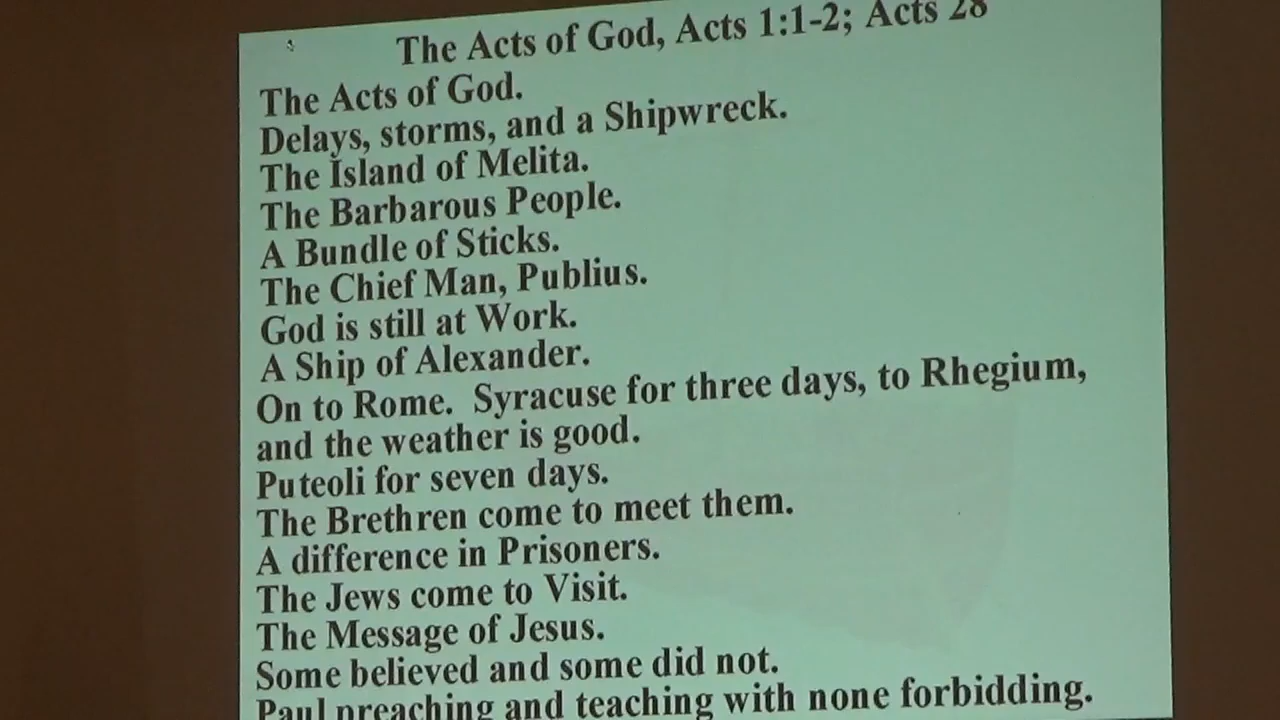 The Acts of God, Acts 1:1-2; Acts 28
The Acts of God.
Delays, storms, and a Shipwreck.
The Island of Melita.
The Barbarous People.
A Bundle of Sticks.
The Chief Man, Publius.
God is still at Work.
A Ship of Alexander.
On to Rome.  Syracuse for three days, to Rhegium,
and the weather is good.
Puteoli for seven days.
The Brethren come to meet them.
A difference in Prisoners.
The Jews come to Visit.
The Message of Jesus.
Some believed and some did not.
Paul preaching and teaching with none forbidding.